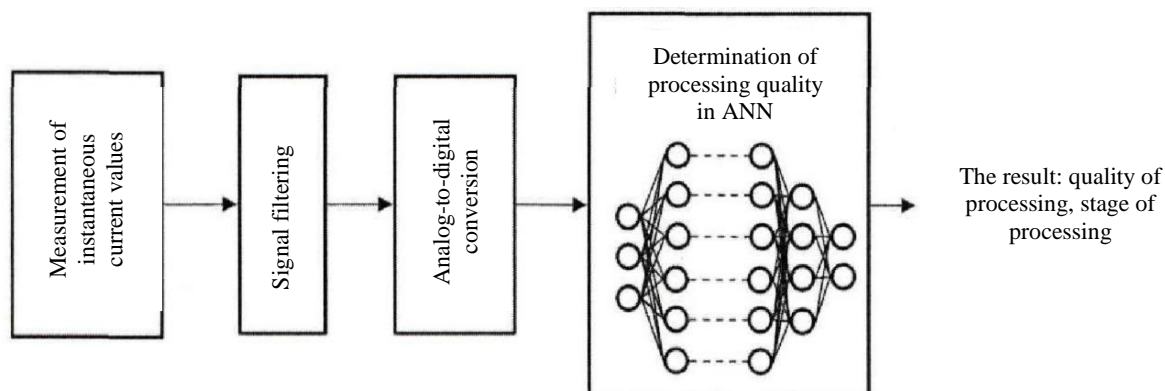 Measurement of
instantaneous
current values
Signal filtering
Analog-to-digital
conversion
Determination of
processing quality
in ANN
The result: quality of
processing, stage of
processing